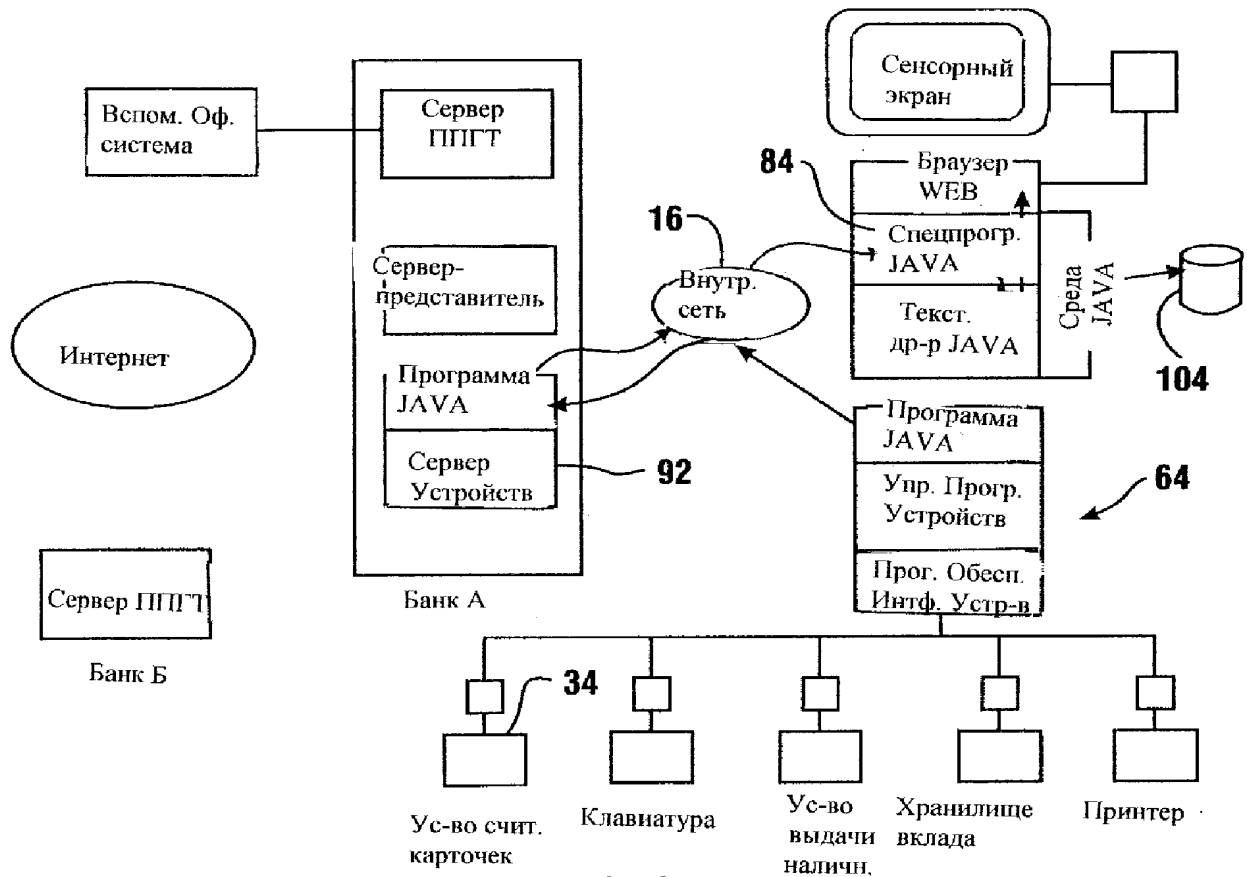 Сенсорный
экран
Вспом. Оф.
система
Сервер
ППГТ
Браузер
WEB
84
16
Спецпрогр.
JAVA
Сервер-
представитель
Внутр.
сеть
Среда
JAVA
Текст.
др-р JAVA
104
Интернет
Программа
JAVA
Сервер
Устройств
92
Программа
JAVA
Упр. Прогр.
Устройств
64
Прог. Обесп.
Интф. Устр-в
Банк А
Сервер ППГТ
Банк Б
34
Ус-во счит.
карточек
Клавиатура
Ус-во
выдачи
наличн.
Хранилище
вклада
Принтер